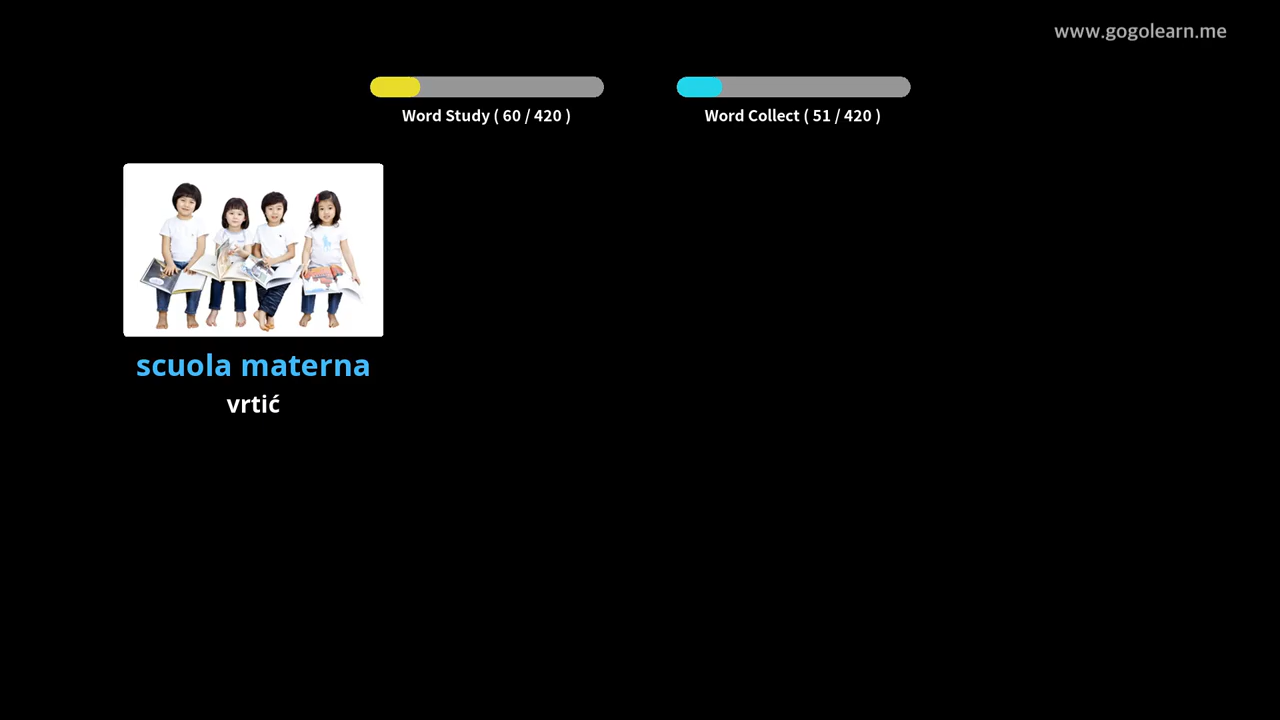 www.gogolearn.me
Word Study ( 60 / 420 )
Word Collect ( 51 / 420 )
scuola materna
vrtić